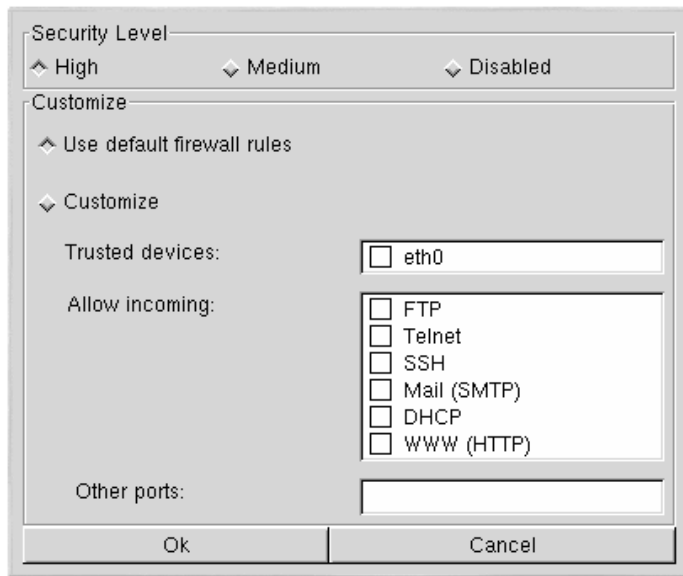 Security Level
High Medium Disabled
Customize
Use default firewall rules
Customize
Trusted devices: eth0
Allow incoming: FTP
Telnet
SSH
Mail (SMTP)
DHCP
WWW (HTTP)
Other ports:
Ok Cancel